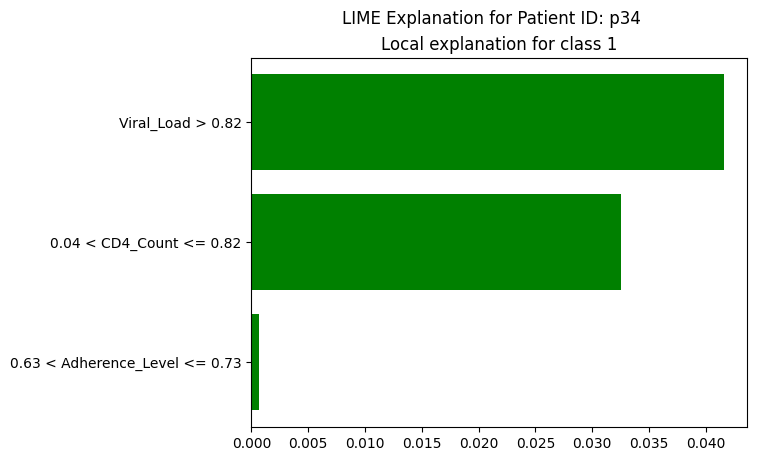 LIME Explanation for Patient ID: p34
Local explanation for class 1
Viral_Load > 0.82
0.04 < CD4_Count <= 0.82
0.63 < Adherence_Level <= 0.73
0.000 0.005 0.010 0.015 0.020 0.025 0.030 0.035 0.040